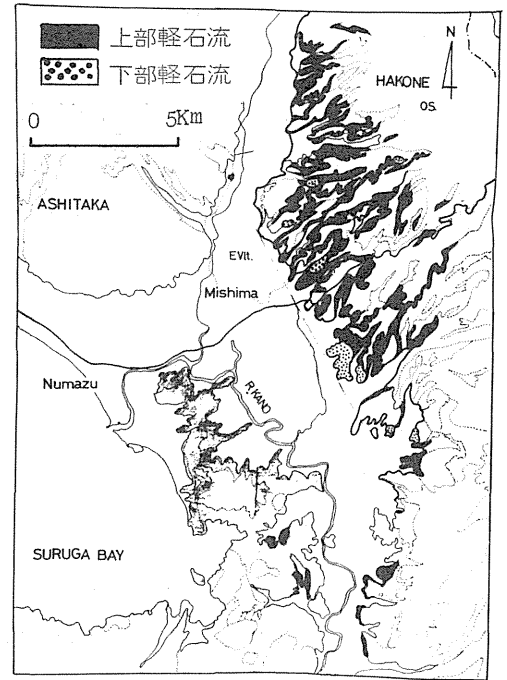 上部軽石流
下部軽石流
0 5Km
N
HAKONE
OS.
ASHITAKA
EVlt.
Mishima
Numazu
R.KANO
SURUGA BAY